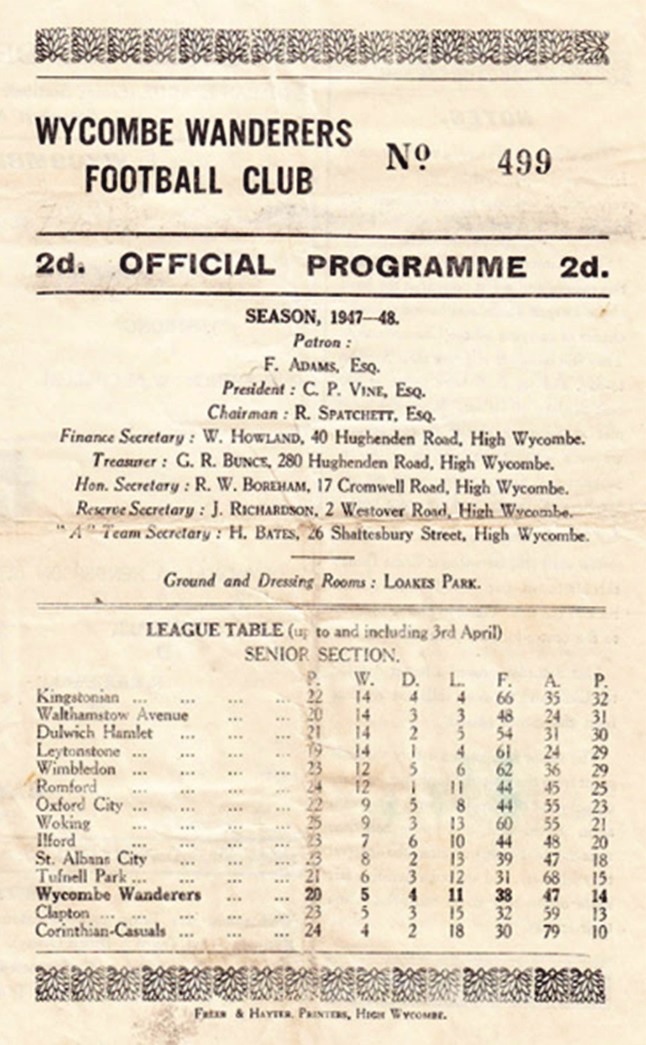 WYCOMBE WANDERERS
FOOTBALL CLUB
Nº 499
2d. OFFICIAL PROGRAMME 2d.
SEASON, 1947—48.
Patron :
F. ADAMS, ESQ.
President : C. P. VINE, ESQ.
Chairman : R. SPATCHETT, ESQ.
Finance Secretary : W. HOWLAND, 40 Hughenden Road, High Wycombe.
Treasurer : G. R. BUNCE, 280 Hughenden Road, High Wycombe.
Hon. Secretary : R. W. BOREHAM, 17 Cromwell Road, High Wycombe.
Reserve Secretary : J. RICHARDSON, 2 Westover Road, High Wycombe.
"A" Team Secretary : H. BATES, 26 Shaftesbury Street, High Wycombe.
Ground and Dressing Rooms : LOAKES PARK.
LEAGUE TABLE (up to and including 3rd April)
SENIOR SECTION.
P. W. D. L. F. A. P.
Kingstonian ... ... ... 22 14 4 4 66 35 32
Walthamstow Avenue ... ... 20 14 3 3 48 24 31
Dulwich Hamlet ... ... ... 21 14 2 5 54 31 30
Leytonstone ... ... ... ... 19 14 1 4 61 24 29
Wimbledon ... ... ... ... 23 12 5 6 62 36 29
Romford ... ... ... ... 24 12 1 11 44 45 25
Oxford City ... ... ... ... 22 9 5 8 44 55 23
Woking ... ... ... ... 25 9 3 13 60 55 21
Ilford ... ... ... ... 23 7 6 10 44 48 20
St. Albans City ... ... ... 23 8 2 13 39 47 18
Tufnell Park ... ... ... ... 21 6 3 12 31 68 15
Wycombe Wanderers ... ... 20 5 4 11 38 47 14
Clapton ... ... ... ... ... 23 5 3 15 32 59 13
Corinthian-Casuals ... ... ... 24 4 2 18 30 79 10
FREER & HAYTER, PRINTERS, HIGH WYCOMBE.